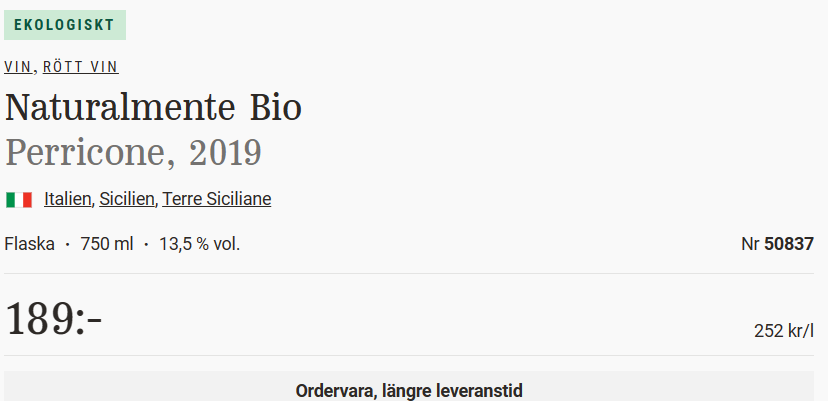 EKOLOGISKT
VIN, RÖTT VIN
Naturalmente Bio
Perricone, 2019
Italien, Sicilien, Terre Siciliane
Flaska · 750 ml · 13,5 % vol. Nr 50837
189:- 252 kr/l
Ordervara, längre leveranstid